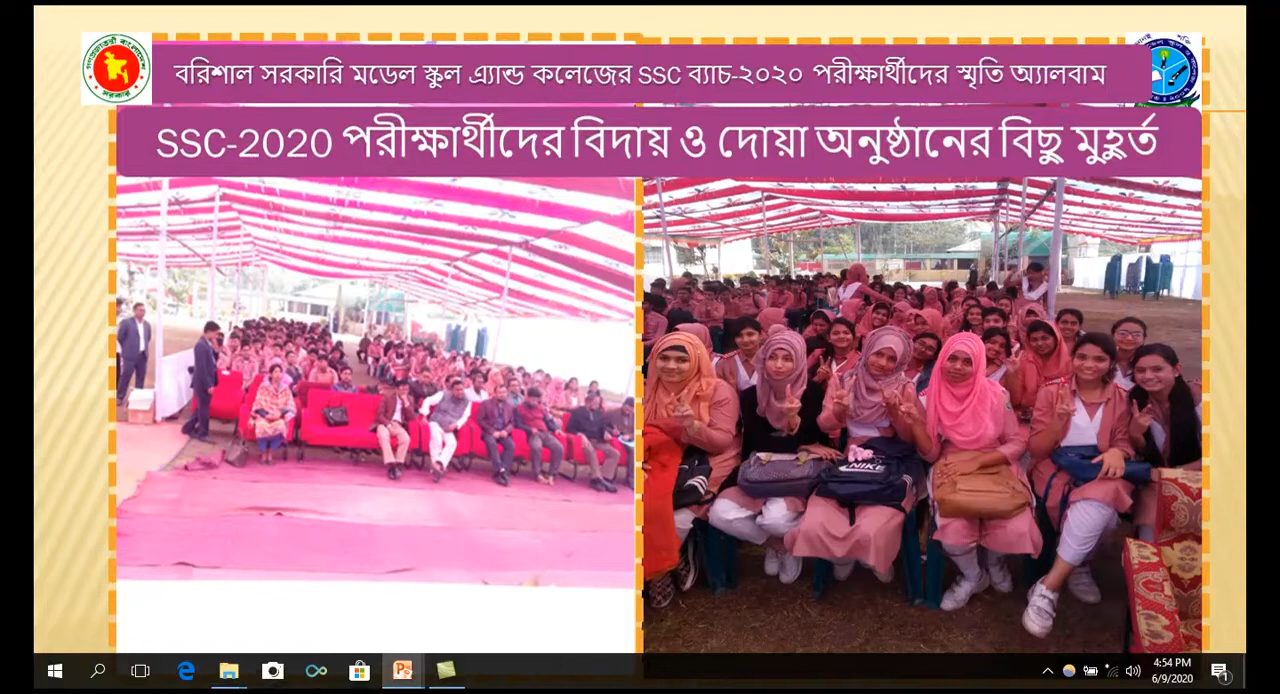 বরিশাল সরকারি মডেল স্কুল এ্যান্ড কলেজের SSC ব্যাচ-২০২০ পরীক্ষার্থীদের স্মৃতি অ্যালবাম
SSC-2020 পরীক্ষার্থীদের বিদায় ও দোয়া অনুষ্ঠানের বিছু মুহূর্ত
NIKE
4:54 PM
6/9/2020
1